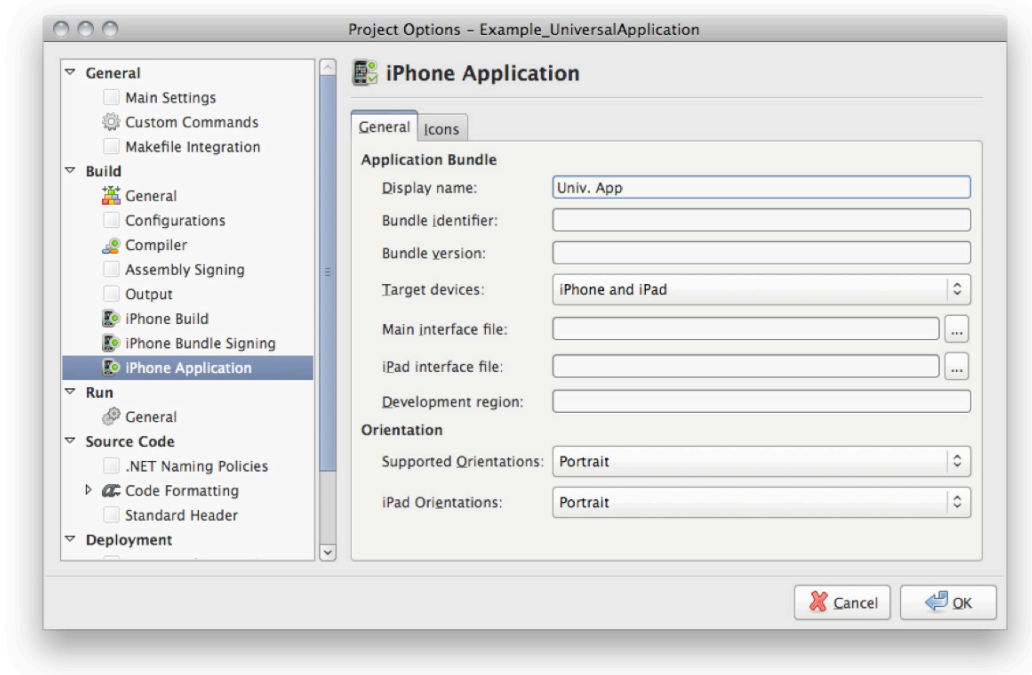 Project Options – Example_UniversalApplication
General
Main Settings
Custom Commands
Makefile Integration
Build
General
Configurations
Compiler
Assembly Signing
Output
iPhone Build
iPhone Bundle Signing
iPhone Application
Run
General
Source Code
.NET Naming Policies
Code Formatting
Standard Header
Deployment
iPhone Application
General Icons
Application Bundle
Display name: Univ. App
Bundle identifier:
Bundle version:
Target devices: iPhone and iPad
Main interface file: ...
iPad interface file: ...
Development region:
Orientation
Supported Orientations: Portrait
iPad Orientations: Portrait
Cancel OK